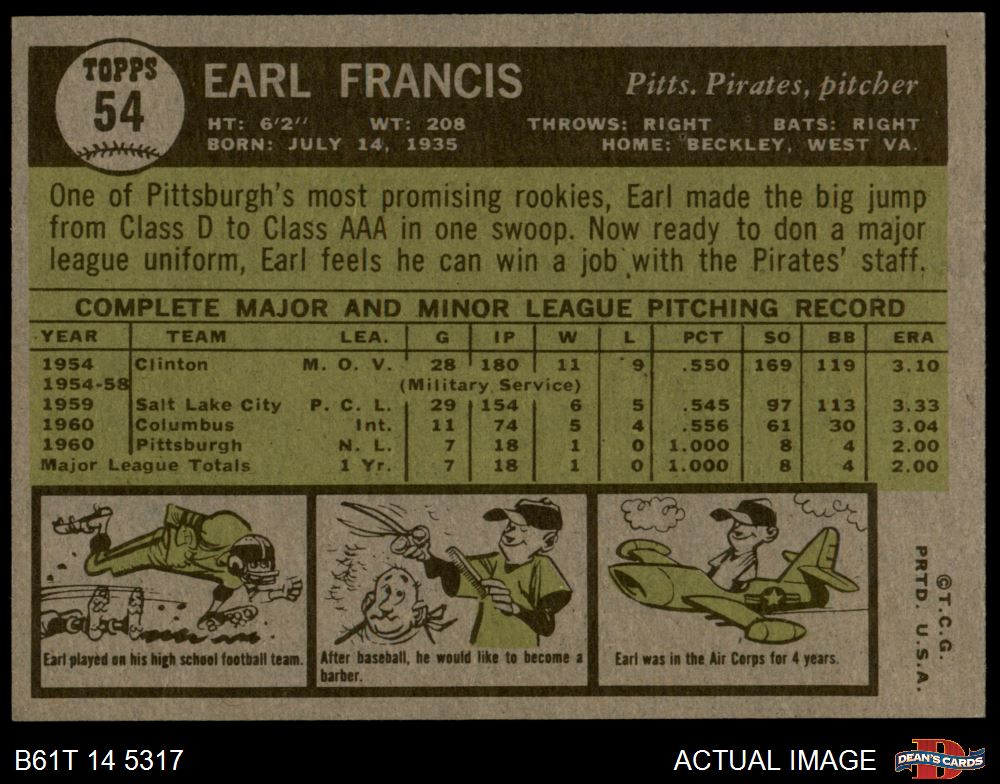 TOPPS
54
EARL FRANCIS
Pitts. Pirates, pitcher
HT: 6'2" WT: 208 THROWS: RIGHT BATS: RIGHT
BORN: JULY 14, 1935 HOME: BECKLEY, WEST VA.
One of Pittsburgh's most promising rookies, Earl made the big jump
from Class D to Class AAA in one swoop. Now ready to don a major
league uniform, Earl feels he can win a job with the Pirates' staff.
COMPLETE MAJOR AND MINOR LEAGUE PITCHING RECORD
YEAR TEAM LEA. G IP W L PCT SO BB ERA
1954 Clinton M. O. V. 28 180 11 9 .550 169 119 3.10
1954-58 (Military Service)
1959 Salt Lake City P. C. L. 29 154 6 5 .545 97 113 3.33
1960 Columbus Int. 11 74 5 4 .556 61 30 3.04
1960 Pittsburgh N. L. 7 18 1 0 1.000 8 4 2.00
Major League Totals 1 Yr. 7 18 1 0 1.000 8 4 2.00
Earl played on his high school football team.
After baseball, he would like to become a
barber.
Earl was in the Air Corps for 4 years.
©T.C.G.
PRTD. U.S.A.
B61T 14 5317
ACTUAL IMAGE
DEAN'S CARDS